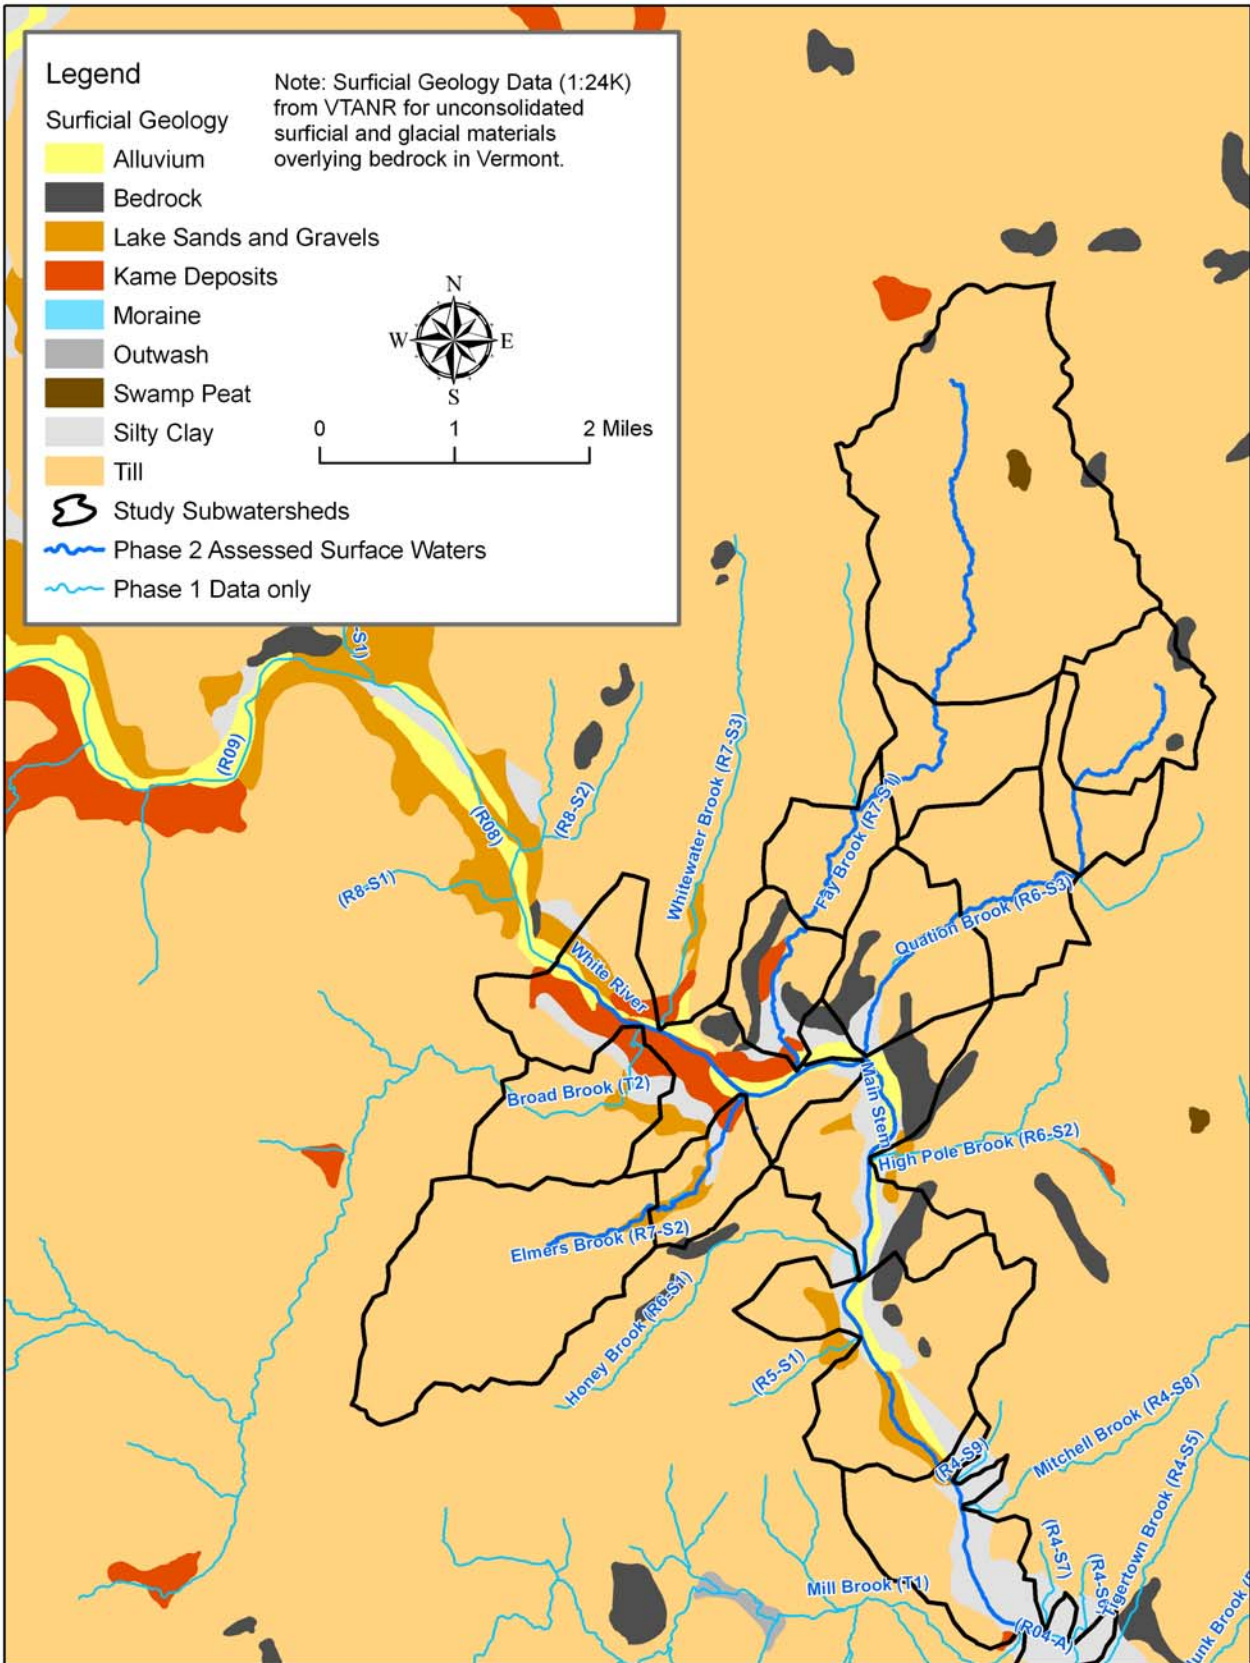 Legend
Note: Surficial Geology Data (1:24K)
from VTANR for unconsolidated
surficial and glacial materials
overlying bedrock in Vermont.
Surficial Geology
Alluvium
Bedrock
Lake Sands and Gravels
Kame Deposits
Moraine
Outwash
Swamp Peat
Silty Clay
Till
Study Subwatersheds
Phase 2 Assessed Surface Waters
Phase 1 Data only
N
W
E
S
0 1 2 Miles
-S1)
(R09)
(R08)
(R8-S2)
(R8-S1)
Whitewater Brook (R7-S3)
Fay Brook (R7-S1)
Quation Brook (R6-S3)
White River
Main Stem
Broad Brook (T2)
High Pole Brook (R6-S2)
Elmers Brook (R7-S2)
Honey Brook (R6-S1)
(R5-S1)
Mitchell Brook (R4-S8)
(R4-S9)
Tigertown Brook (R4-S5)
(R4-S7)
(R4-S6)
Mill Brook (T1)
(R04-A)
unk Brook